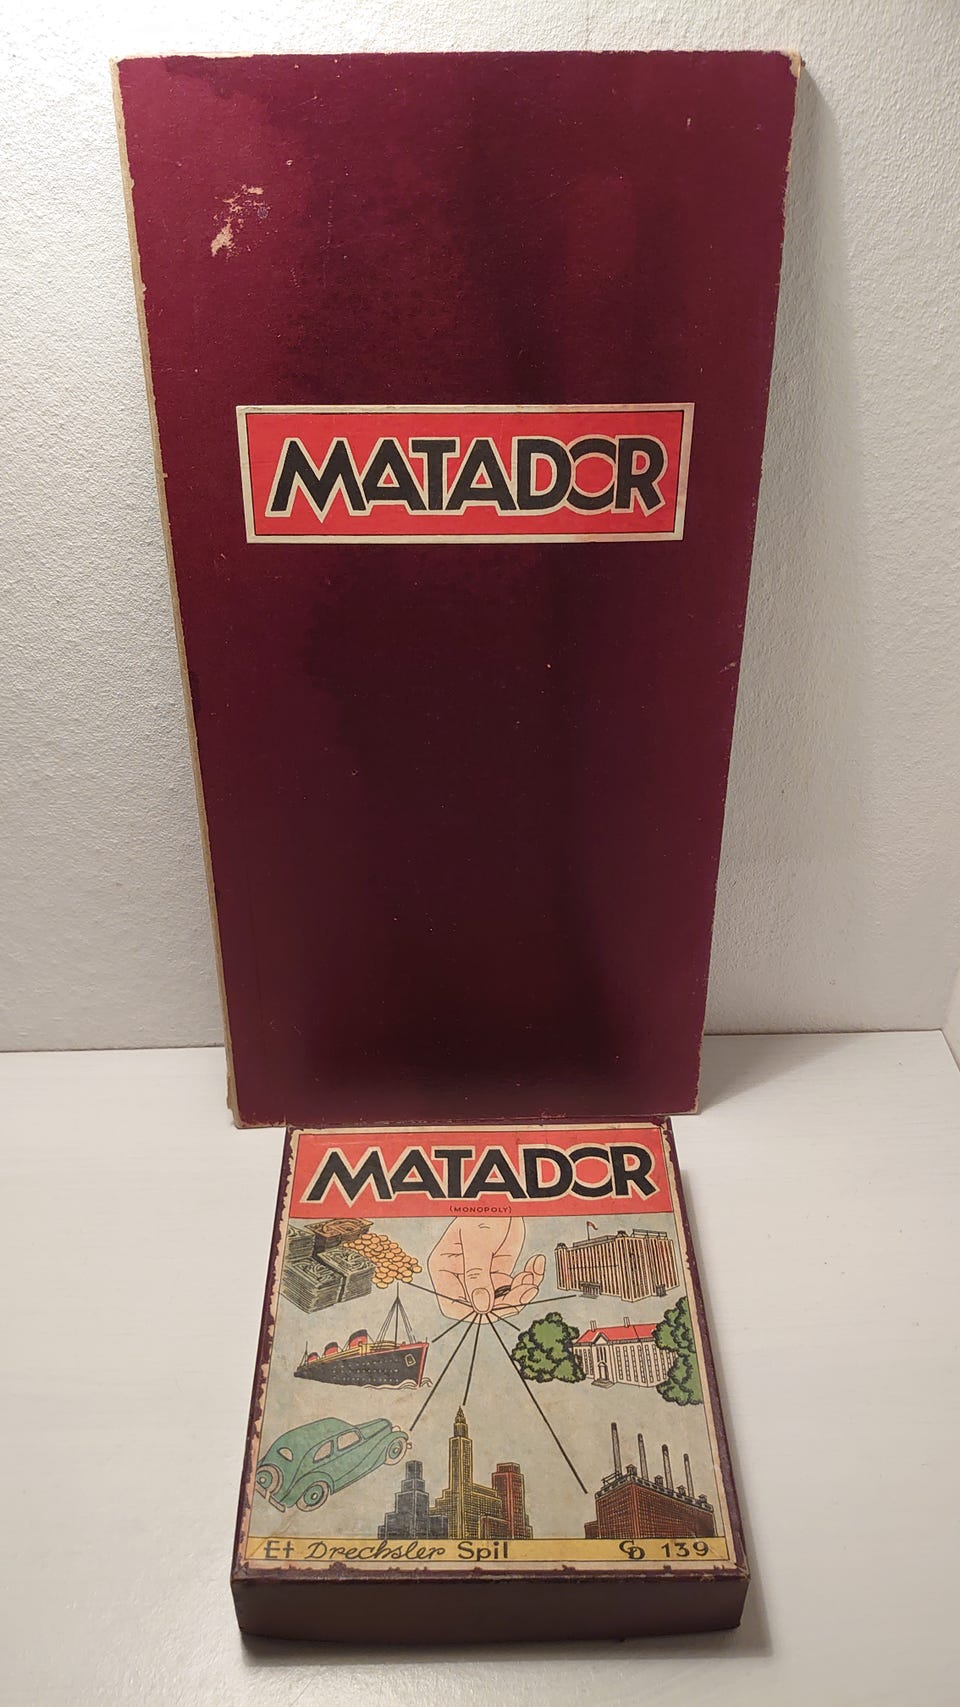 MATADOR
MATADOR
(MONOPOLY)
Et Drechsler Spil CD 139